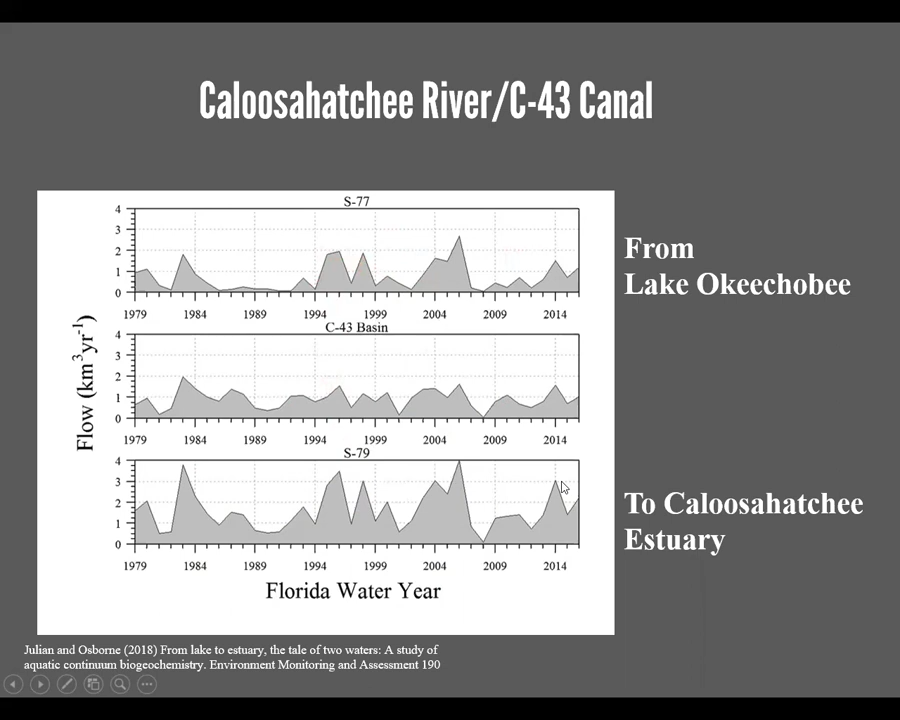 Caloosahatchee River/C-43 Canal
S-77
4
3
2
1
0
1979 1984 1989 1994 1999 2004 2009 2014
From
Lake Okeechobee
C-43 Basin
4
3
2
1
0
1979 1984 1989 1994 1999 2004 2009 2014
Flow (km³yr⁻¹)
S-79
4
3
2
1
0
1979 1984 1989 1994 1999 2004 2009 2014
To Caloosahatchee
Estuary
Florida Water Year
Julian and Osborne (2018) From lake to estuary, the tale of two waters: A study of
aquatic continuum biogeochemistry. Environment Monitoring and Assessment 190